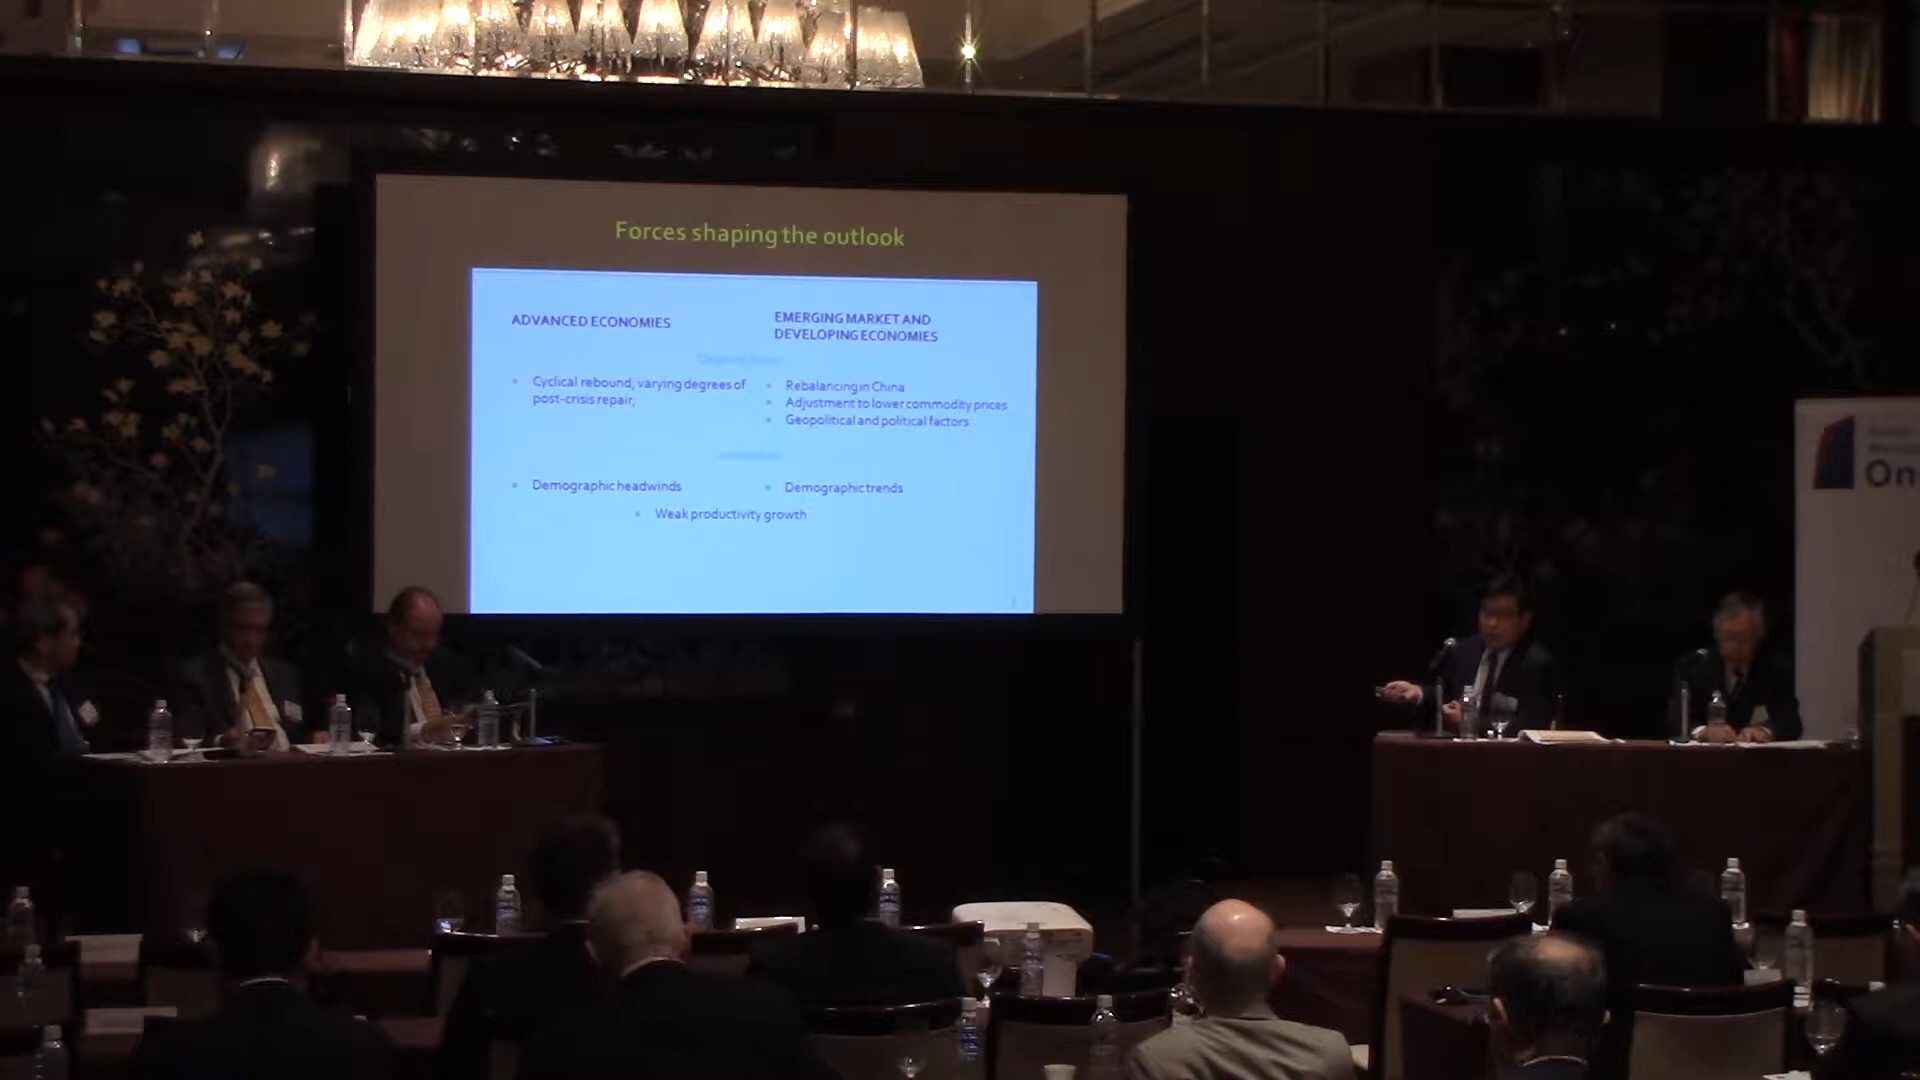 Forces shaping the outlook
ADVANCED ECONOMIES
EMERGING MARKET AND
DEVELOPING ECONOMIES
• Cyclical rebound, varying degrees of
post-crisis repair;
• Rebalancing in China
• Adjustment to lower commodity prices
• Geopolitical and political factors
• Demographic headwinds
• Demographic trends
• Weak productivity growth
On